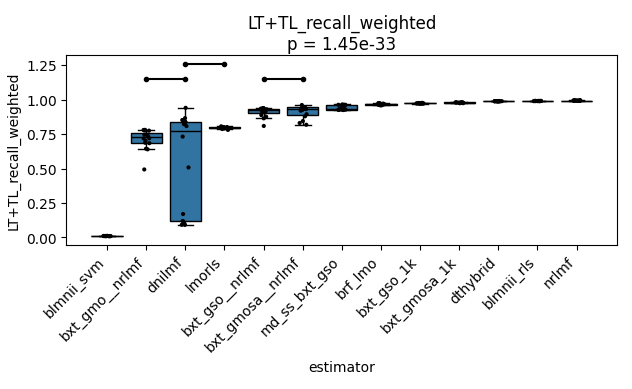 LT+TL_recall_weighted
p = 1.45e-33
LT+TL_recall_weighted
1.25
1.00
0.75
0.50
0.25
0.00
blmnii_svm
bxt_gmo__nrlmf
dnilmf
lmorls
bxt_gso__nrlmf
bxt_gmosa__nrlmf
md_ss_bxt_gso
brf_lmo
bxt_gso_1k
bxt_gmosa_1k
dthybrid
blmnii_rls
nrlmf
estimator